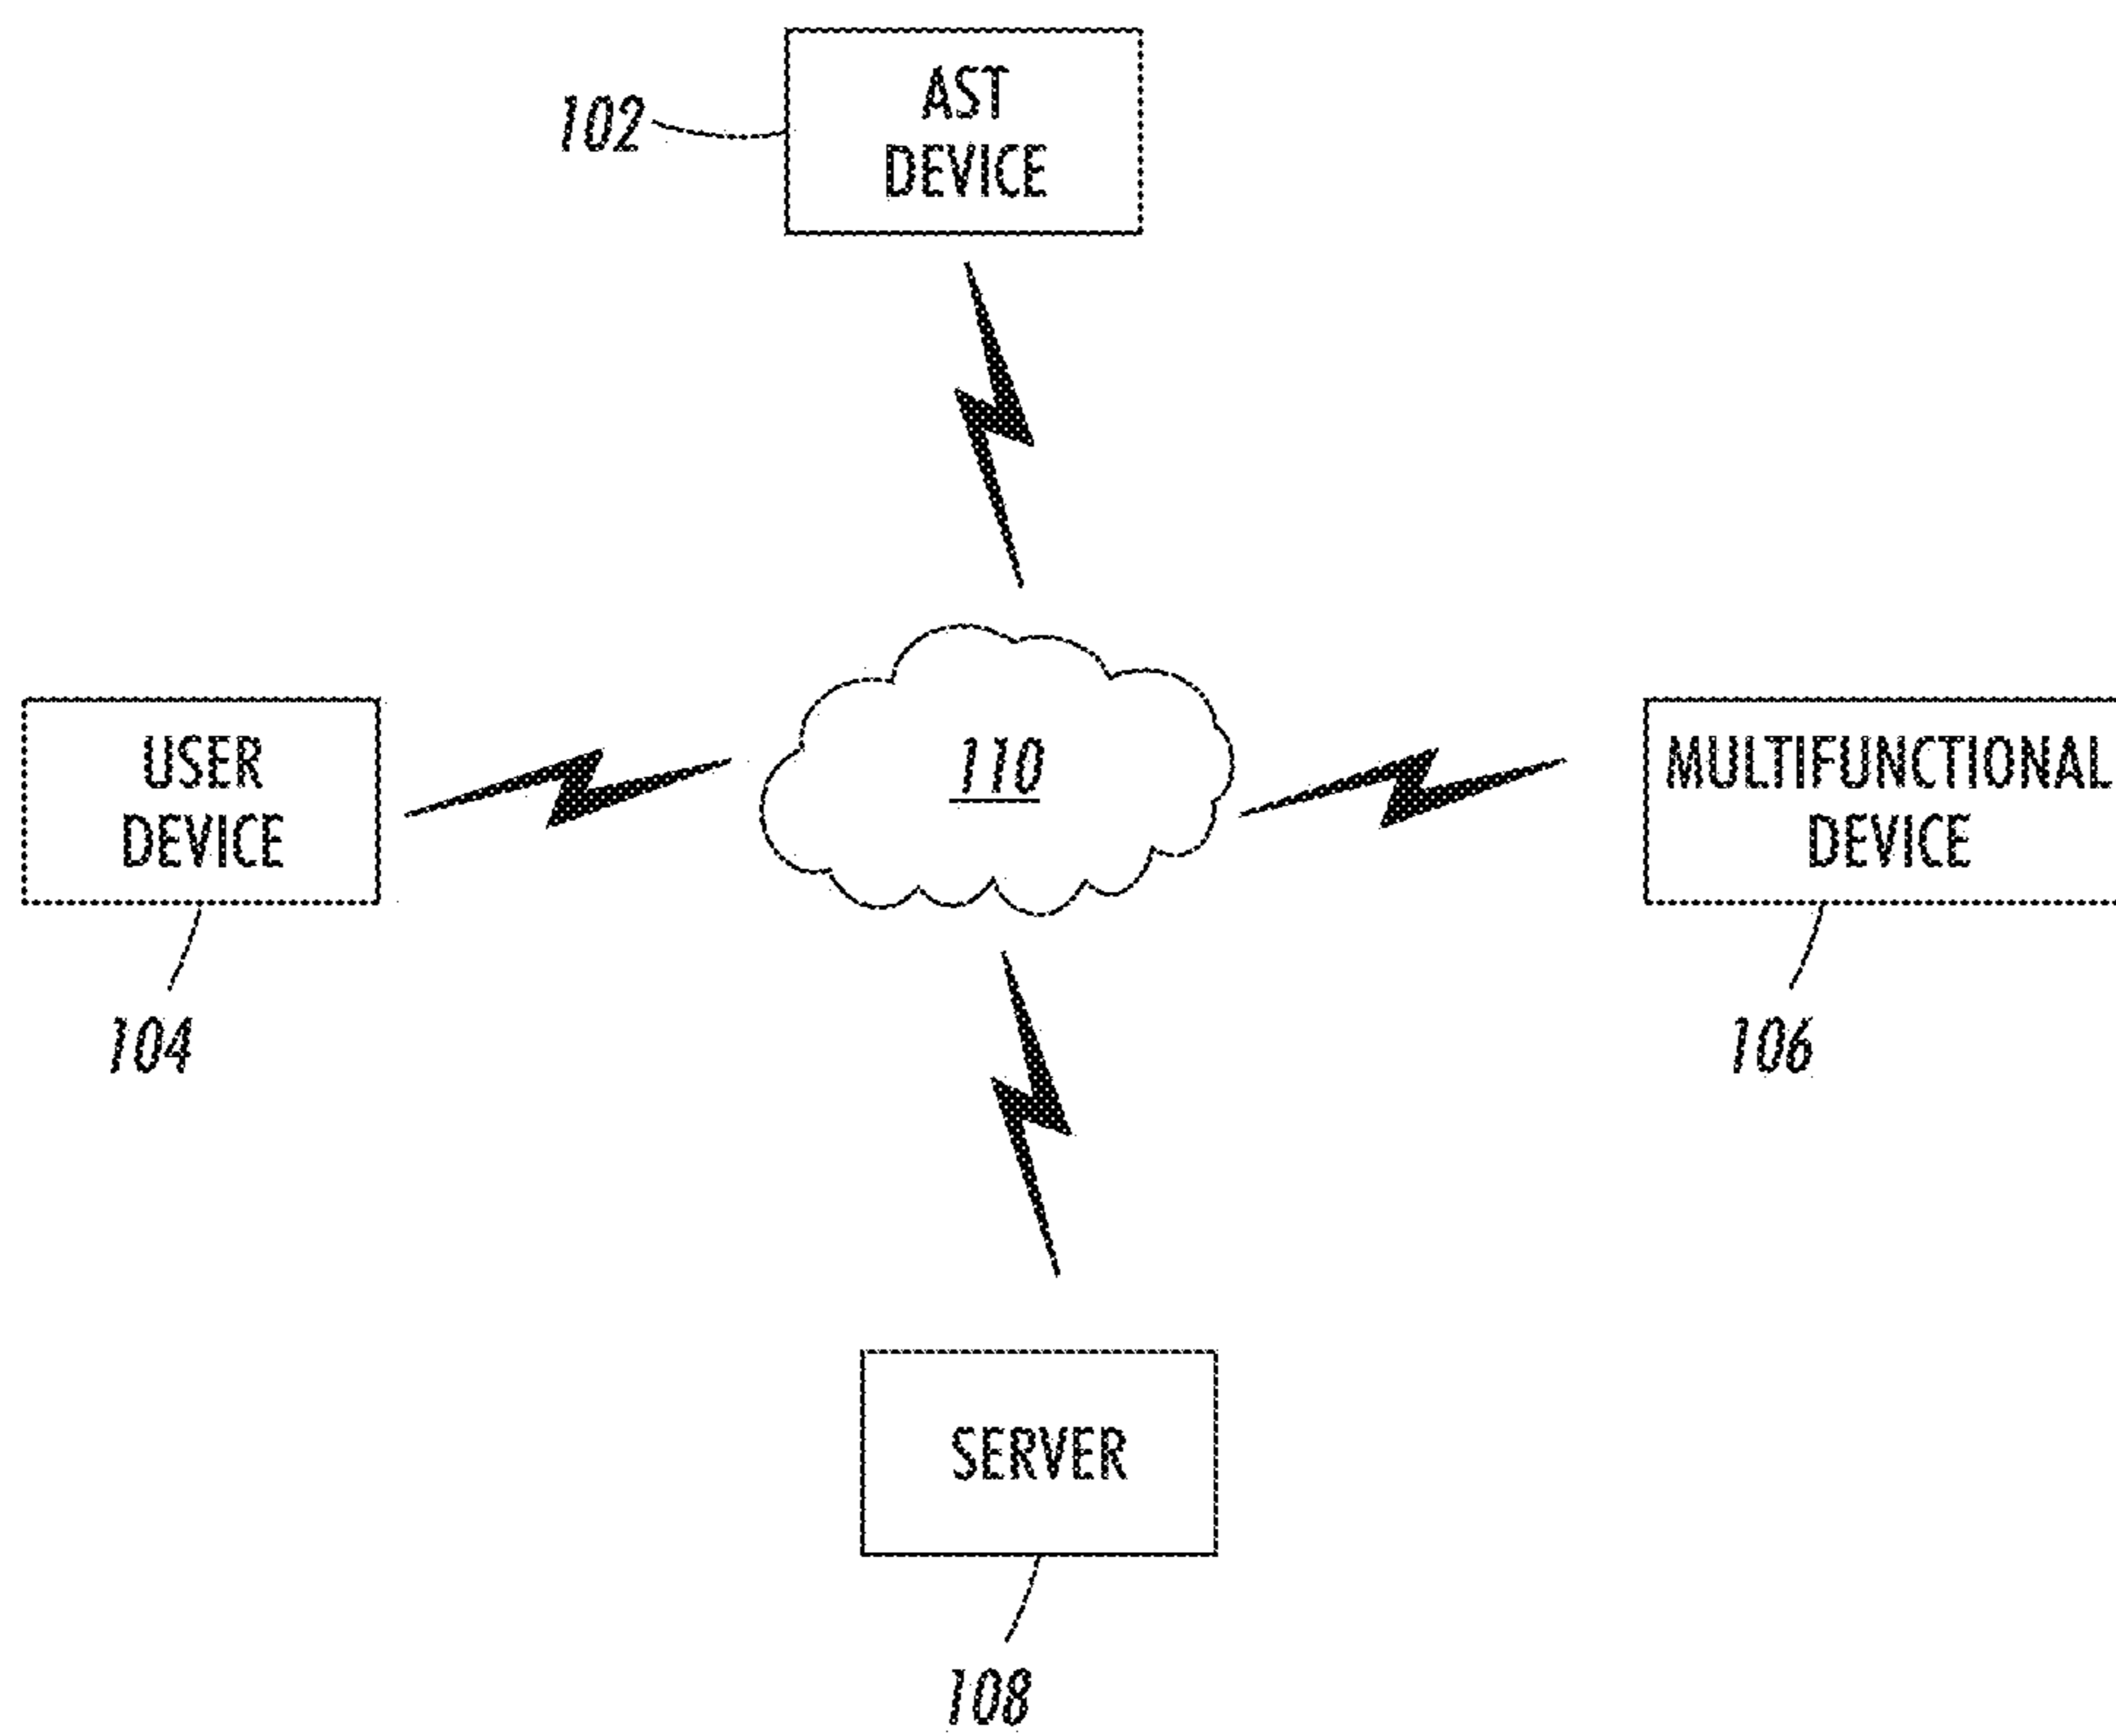 AST
DEVICE
102
USER
DEVICE
110
MULTIFUNCTIONAL
DEVICE
104
106
SERVER
108